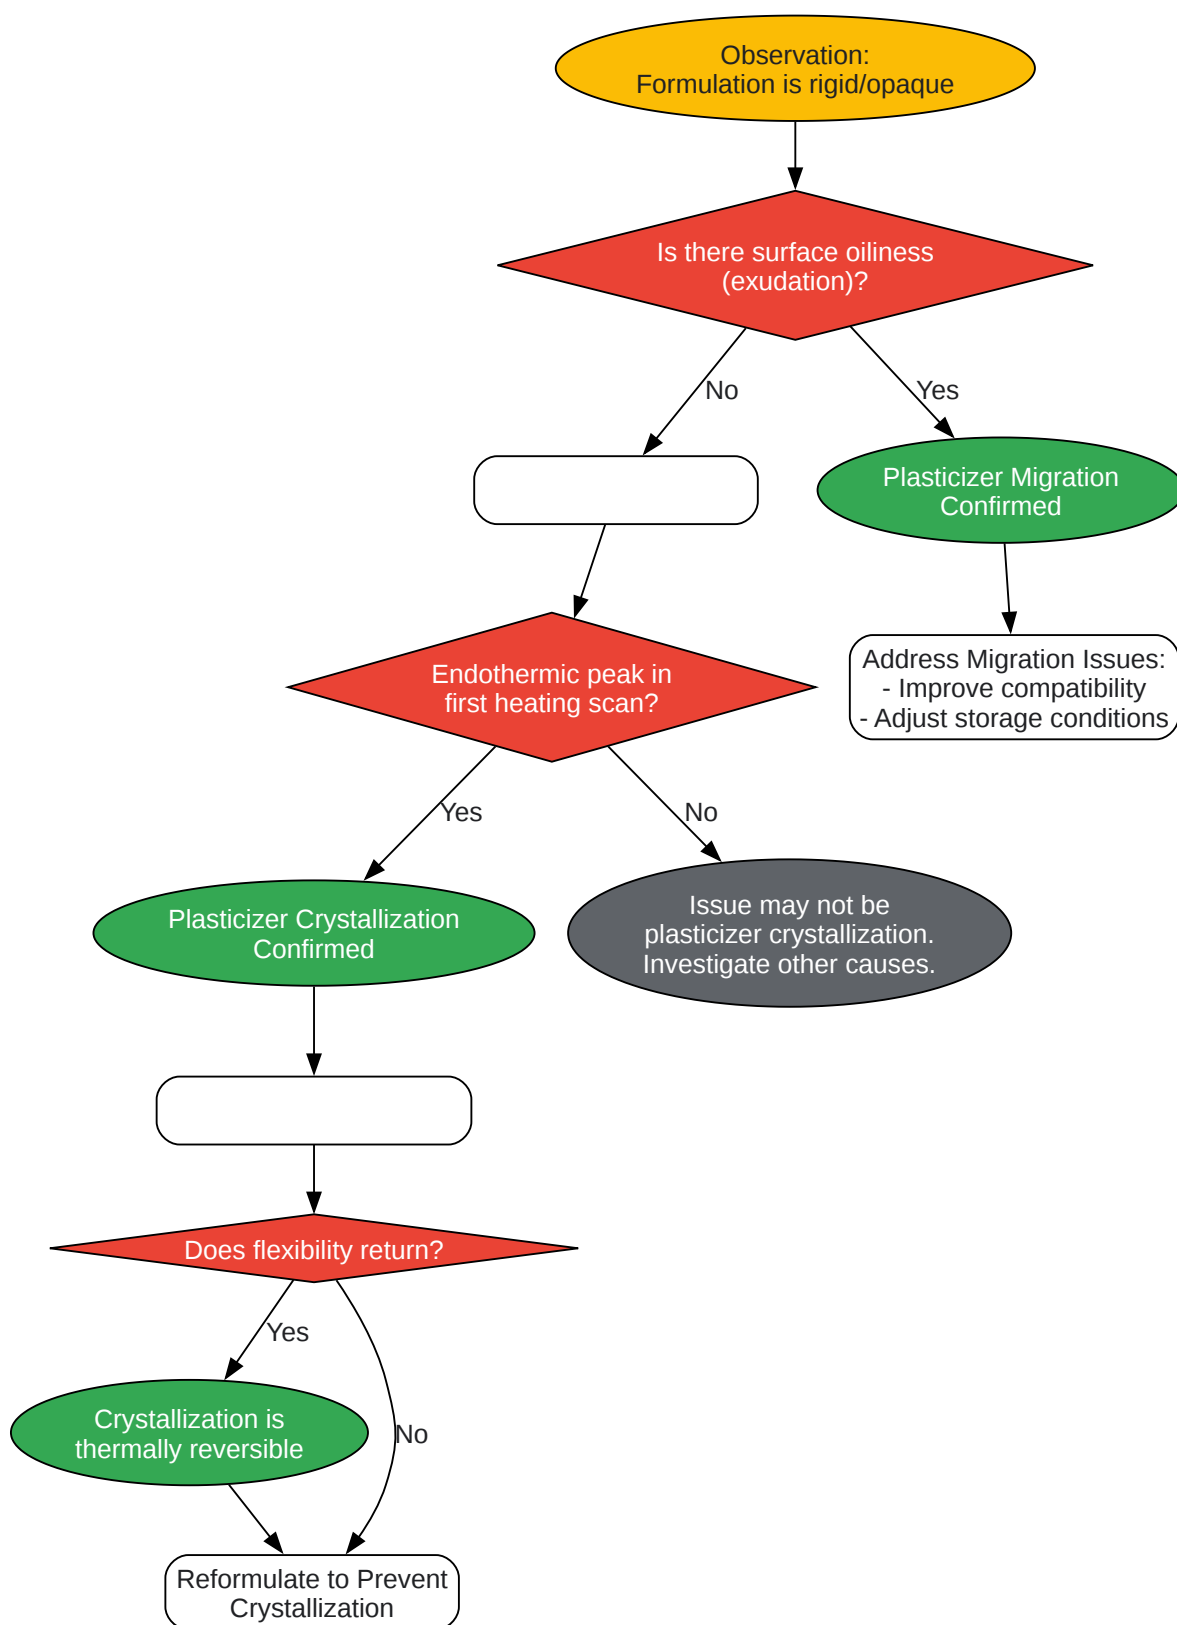 Observation:
Formulation is rigid/opaque
Is there surface oiliness
(exudation)?
No
Yes
Plasticizer Migration
Confirmed
Address Migration Issues:
- Improve compatibility
- Adjust storage conditions
Endothermic peak in
first heating scan?
Yes
No
Plasticizer Crystallization
Confirmed
Issue may not be
plasticizer crystallization.
Investigate other causes.
Does flexibility return?
Yes
No
Crystallization is
thermally reversible
Reformulate to Prevent
Crystallization